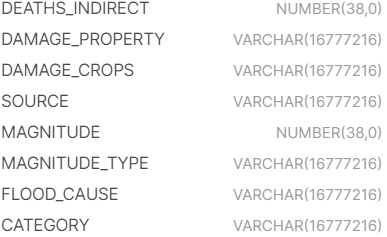 DEATHS_INDIRECT NUMBER(38,0)
DAMAGE_PROPERTY VARCHAR(16777216)
DAMAGE_CROPS VARCHAR(16777216)
SOURCE VARCHAR(16777216)
MAGNITUDE NUMBER(38,0)
MAGNITUDE_TYPE VARCHAR(16777216)
FLOOD_CAUSE VARCHAR(16777216)
CATEGORY VARCHAR(16777216)